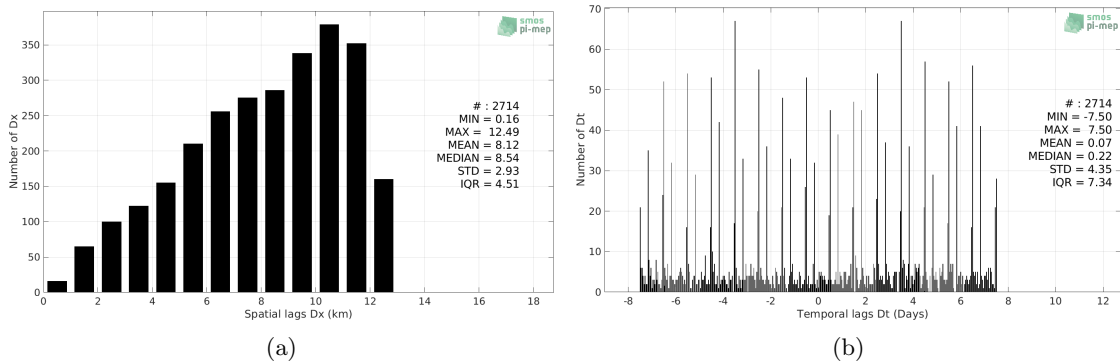 smos
pi-mep
350
300
250
200
150
100
50
0
Number of Dx
# : 2714
MIN = 0.16
MAX = 12.49
MEAN = 8.12
MEDIAN = 8.54
STD = 2.93
IQR = 4.51
0 2 4 6 8 10 12 14 16 18
Spatial lags Dx (km)
(a)
smos
pi-mep
70
60
50
40
30
20
10
0
Number of Dt
# : 2714
MIN = -7.50
MAX = 7.50
MEAN = 0.07
MEDIAN = 0.22
STD = 4.35
IQR = 7.34
-8 -6 -4 -2 0 2 4 6 8 10 12
Temporal lags Dt (Days)
(b)